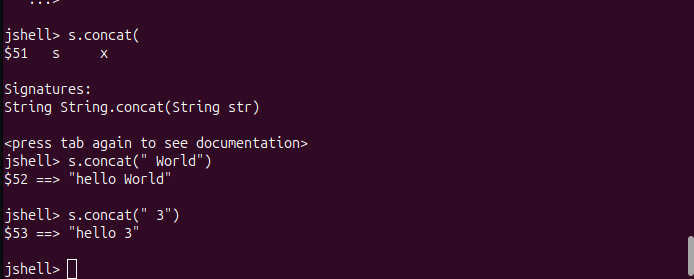 ...>
jshell> s.concat(
$51   s     x
Signatures:
String String.concat(String str)
<press tab again to see documentation>
jshell> s.concat(" World")
$52 ==> "hello World"
jshell> s.concat(" 3")
$53 ==> "hello 3"
jshell>